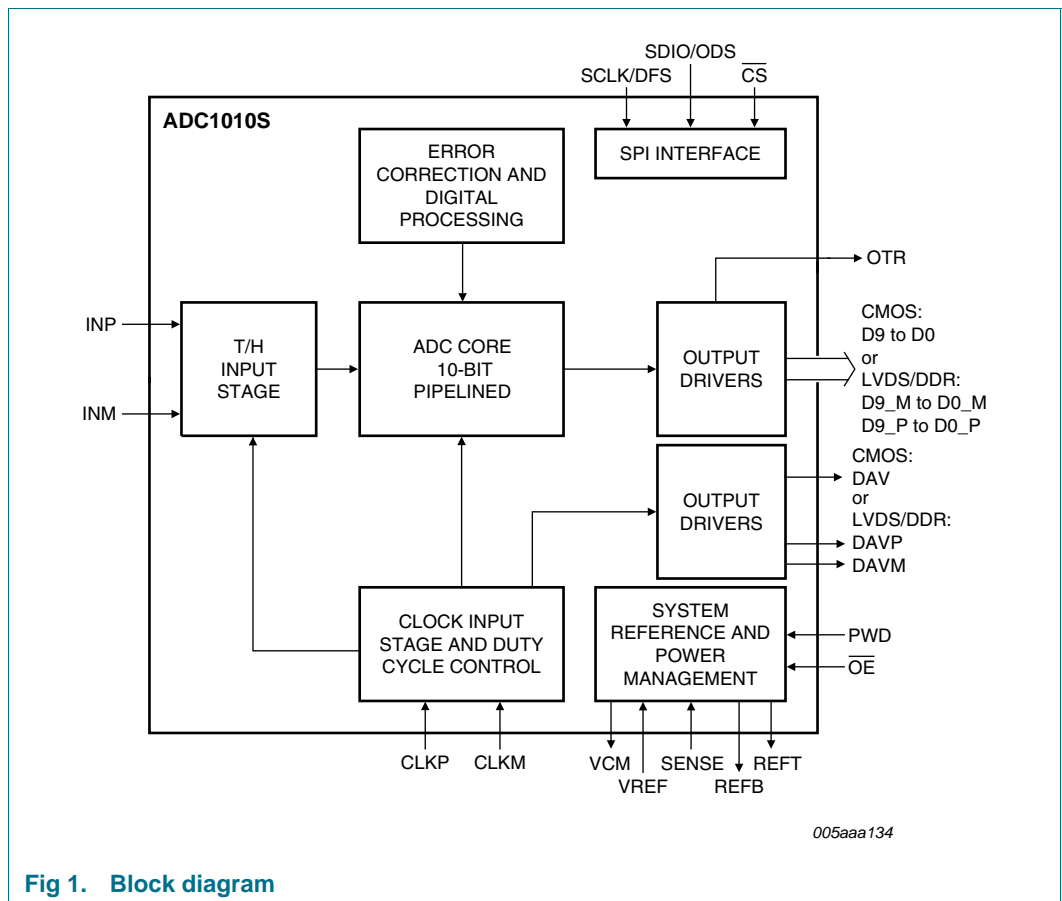 SDIO/ODS
SCLK/DFS
CS
ADC1010S
ERROR
CORRECTION AND
DIGITAL
PROCESSING
SPI INTERFACE
OTR
INP
INM
T/H
INPUT
STAGE
ADC CORE
10-BIT
PIPELINED
OUTPUT
DRIVERS
CMOS:
D9 to D0
or
LVDS/DDR:
D9_M to D0_M
D9_P to D0_P
OUTPUT
DRIVERS
CMOS:
DAV
or
LVDS/DDR:
DAVP
DAVM
CLOCK INPUT
STAGE AND DUTY
CYCLE CONTROL
SYSTEM
REFERENCE AND
POWER
MANAGEMENT
PWD
OE
CLKP
CLKM
VCM
VREF
SENSE
REFB
REFT
005aaa134
Fig 1. Block diagram